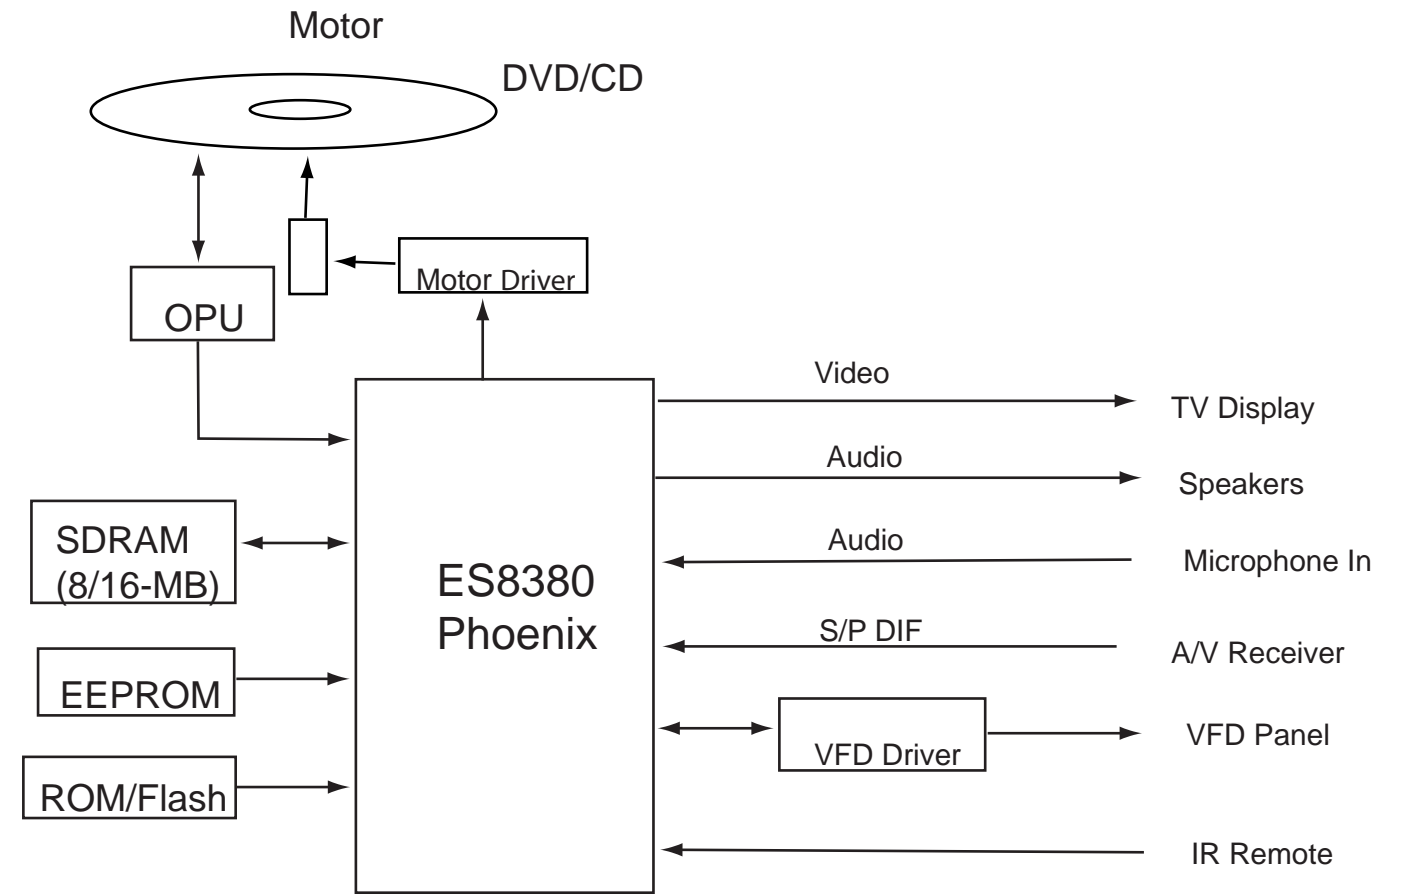 Motor
DVD/CD
Motor Driver
OPU
Video
TV Display
Audio
Speakers
SDRAM
(8/16-MB)
Audio
Microphone In
ES8380
Phoenix
S/P DIF
A/V Receiver
EEPROM
VFD Driver
VFD Panel
ROM/Flash
IR Remote